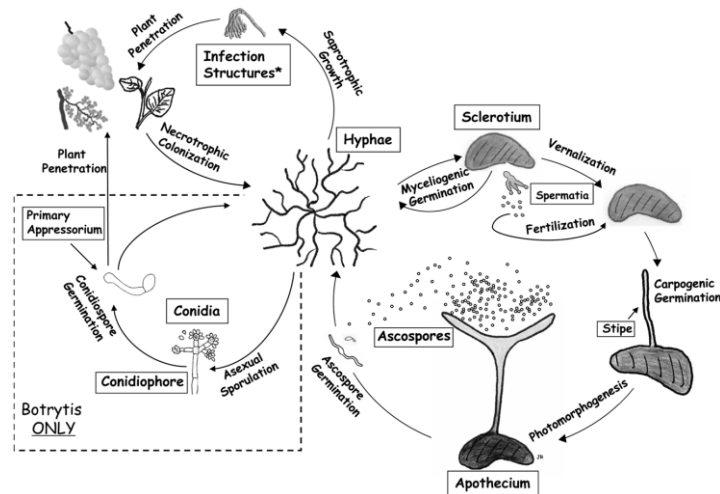 Plant
Penetration
Infection
Structures*
Saprotrophic
Growth
Necrotrophic
Colonization
Hyphae
Plant
Penetration
Primary
Appressorium
Conidiospore
Germination
Conidia
Conidiophore
Asexual
Sporulation
Botrytis
ONLY
Sclerotium
Myceliogenic
Germination
Vernalization
Spermatia
Fertilization
Carpogenic
Germination
Stipe
Photomorphogenesis
Ascospores
Ascospore
Germination
Apothecium